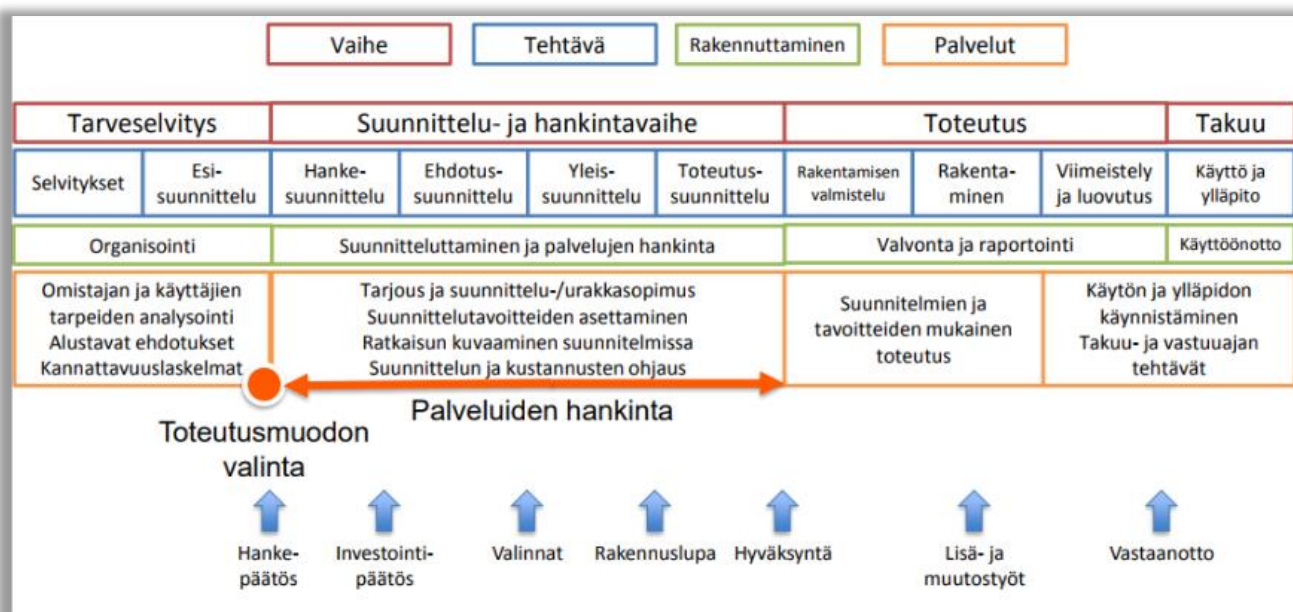 Vaihe
Tehtävä
Rakennuttaminen
Palvelut
Tarveselvitys
Suunnittelu- ja hankintavaihe
Toteutus
Takuu
Selvitykset
Esi-
suunnittelu
Hanke-
suunnittelu
Ehdotus-
suunnittelu
Yleis-
suunnittelu
Toteutus-
suunnittelu
Rakentamisen
valmistelu
Rakenta-
minen
Viimeistely
ja luovutus
Käyttö ja
ylläpito
Organisointi
Suunnitteluttaminen ja palvelujen hankinta
Valvonta ja raportointi
Käyttöönotto
Omistajan ja käyttäjien
tarpeiden analysointi
Alustavat ehdotukset
Kannattavuuslaskelmat
Tarjous ja suunnittelu-/urakkasopimus
Suunnittelutavoitteiden asettaminen
Ratkaisun kuvaaminen suunnitelmissa
Suunnittelun ja kustannusten ohjaus
Suunnitelmien ja
tavoitteiden mukainen
toteutus
Käytön ja ylläpidon
käynnistäminen
Takuu- ja vastuuajan
tehtävät
Palveluiden hankinta
Toteutusmuodon
valinta
Hanke-
päätös
Investointi-
päätös
Valinnat
Rakennuslupa
Hyväksyntä
Lisä- ja
muutostyöt
Vastaanotto